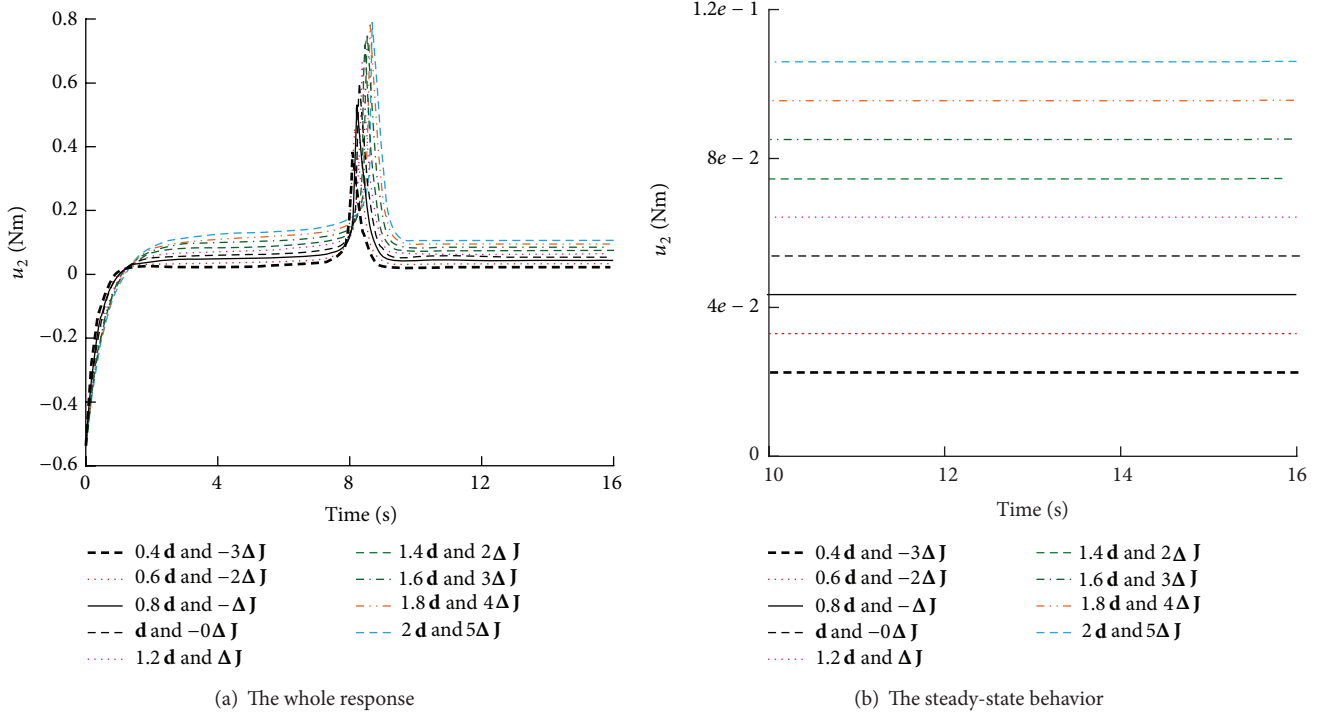 0.8
0.6
0.4
0.2
0
−0.2
−0.4
−0.6
u₂ (Nm)
0 4 8 12 16
Time (s)
0.4 d and −3Δ J
0.6 d and −2Δ J
0.8 d and −Δ J
d and −0Δ J
1.2 d and Δ J
1.4 d and 2Δ J
1.6 d and 3Δ J
1.8 d and 4Δ J
2 d and 5Δ J
(a) The whole response
1.2e − 1
8e − 2
4e − 2
0
u₂ (Nm)
10 12 14 16
Time (s)
0.4 d and −3Δ J
0.6 d and −2Δ J
0.8 d and −Δ J
d and −0Δ J
1.2 d and Δ J
1.4 d and 2Δ J
1.6 d and 3Δ J
1.8 d and 4Δ J
2 d and 5Δ J
(b) The steady-state behavior